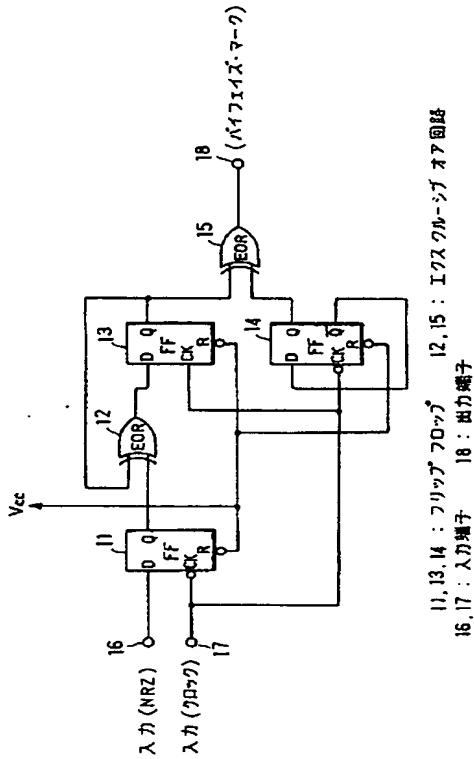 Vcc
16
入力(NRZ)
入力(クロック)
17
11
D
Q
FF
CK
R
12
EOR
13
D
Q
FF
CK
R
14
D
Q
FF
CK
Q̅
R
15
EOR
18
(バイフェイズ・マーク)
11,13,14 : フリップ フロップ
12,15 : エクスクルーシブ オア回路
16,17 : 入力端子
18 : 出力端子